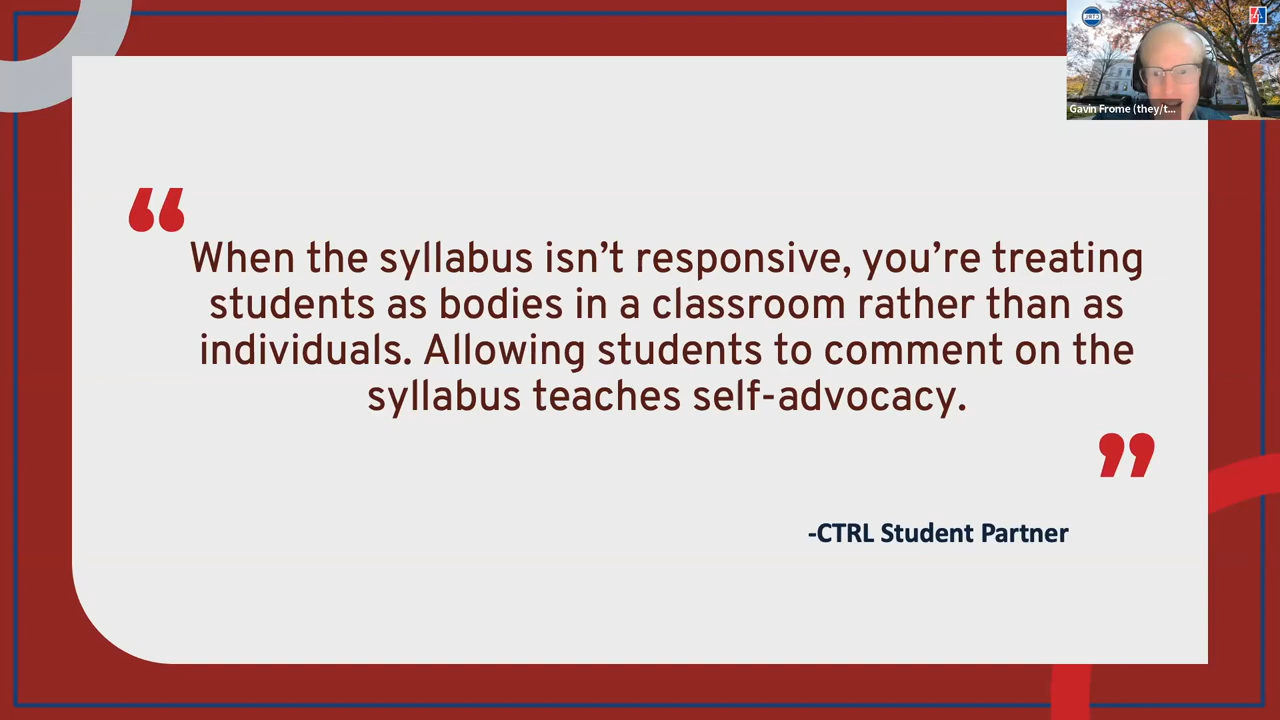 “
When the syllabus isn’t responsive, you’re treating
students as bodies in a classroom rather than as
individuals. Allowing students to comment on the
syllabus teaches self-advocacy.
”
-CTRL Student Partner
Gavin Frome (they/t...